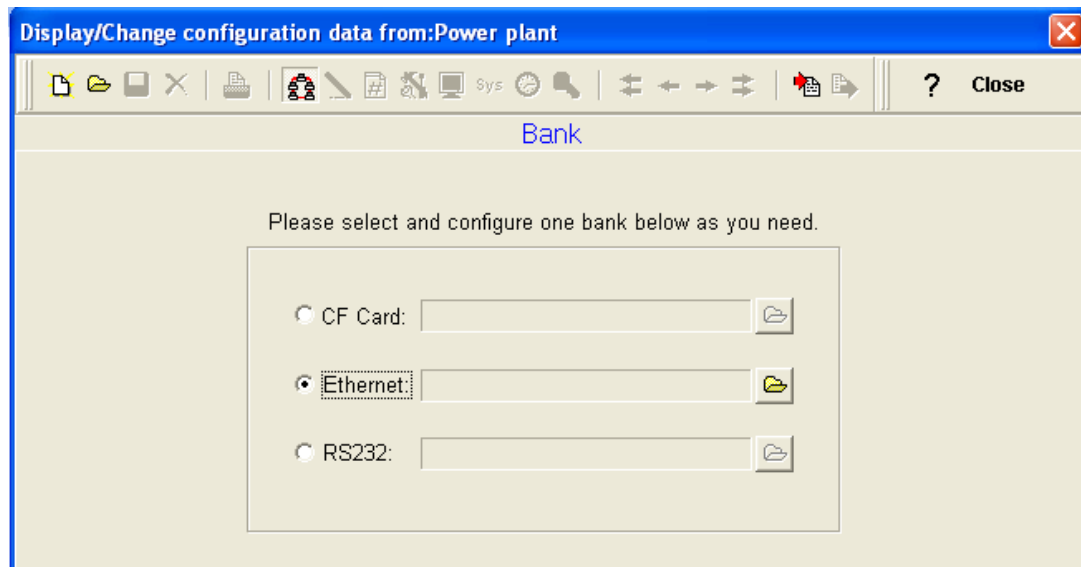 Display/Change configuration data from:Power plant
Sys ? Close
Bank
Please select and configure one bank below as you need.
CF Card:
Ethernet:
RS232: